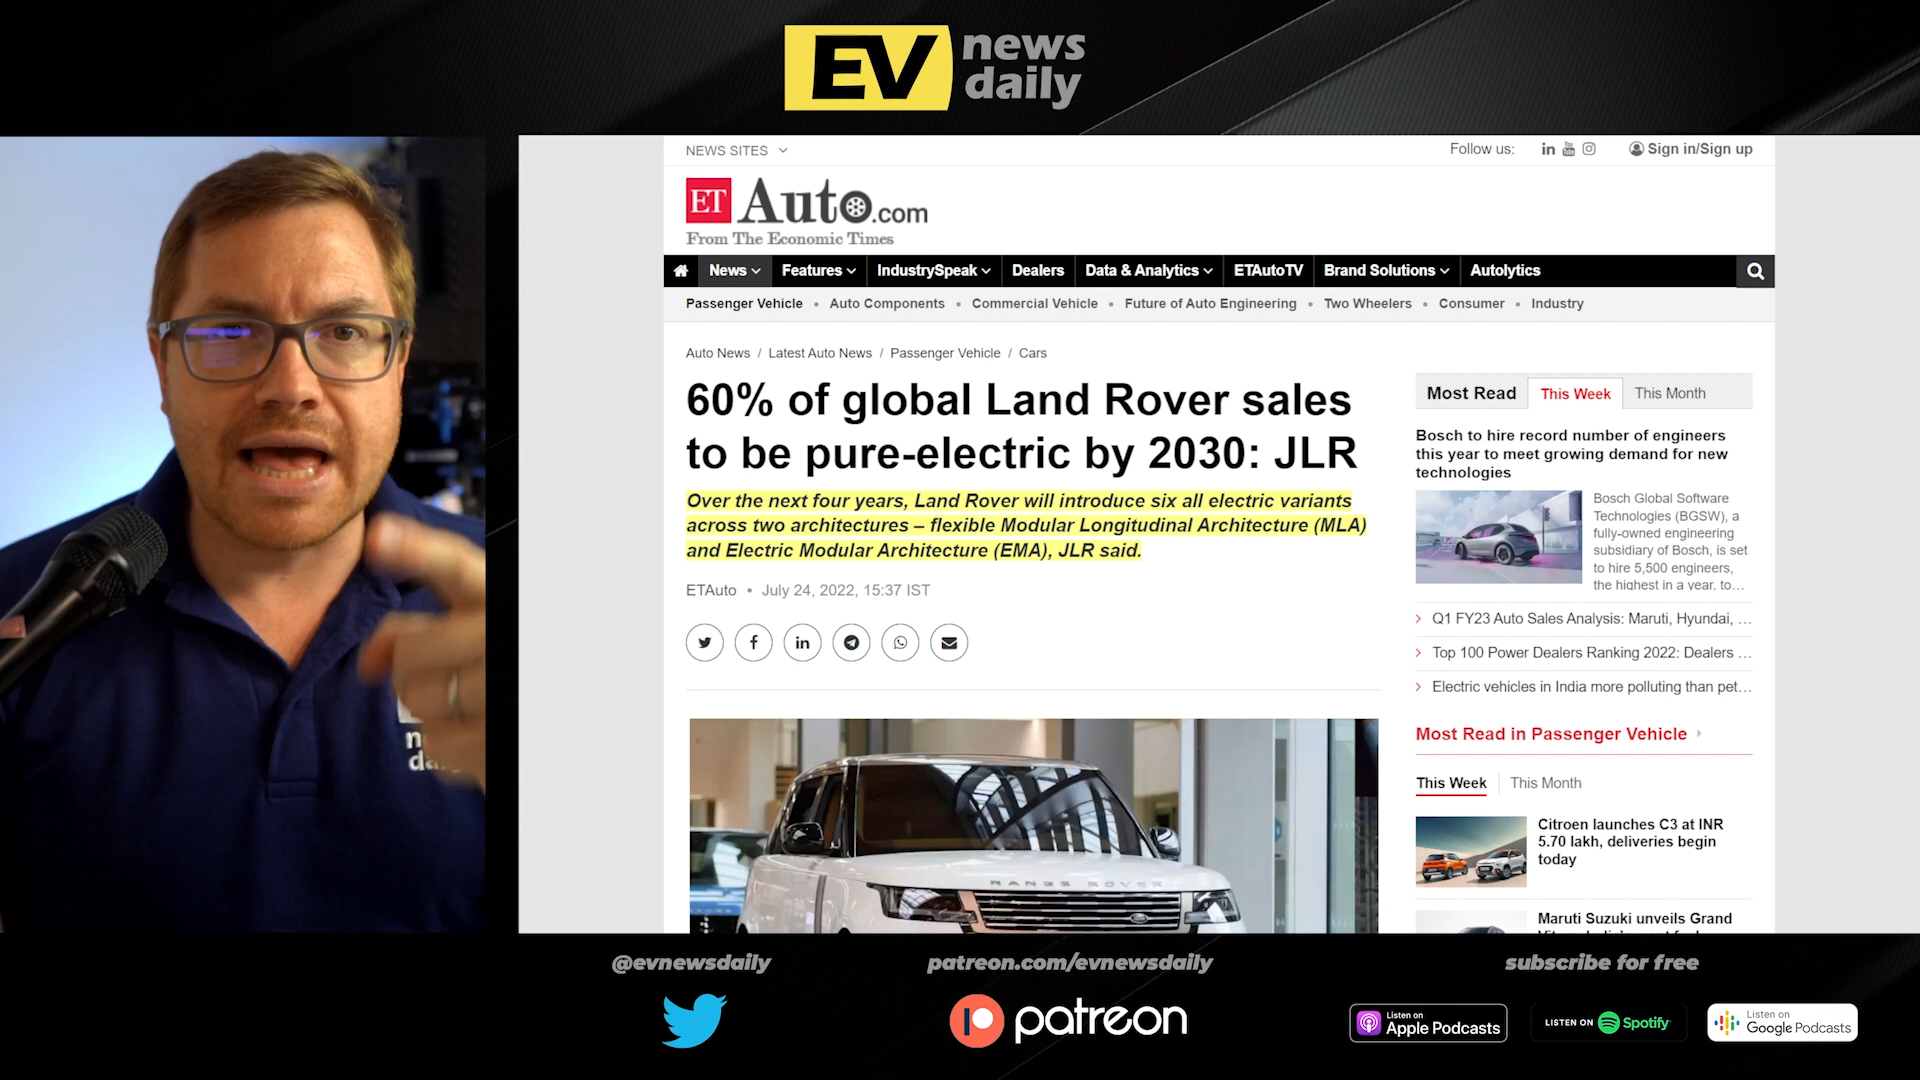 EV news
daily
NEWS SITES
Follow us:
Sign in/Sign up
ET Auto.com
From The Economic Times
News
Features
IndustrySpeak
Dealers
Data & Analytics
ETAutoTV
Brand Solutions
Autolytics
Passenger Vehicle • Auto Components • Commercial Vehicle • Future of Auto Engineering • Two Wheelers • Consumer • Industry
Auto News / Latest Auto News / Passenger Vehicle / Cars
60% of global Land Rover sales
to be pure-electric by 2030: JLR
Over the next four years, Land Rover will introduce six all electric variants
across two architectures – flexible Modular Longitudinal Architecture (MLA)
and Electric Modular Architecture (EMA), JLR said.
ETAuto • July 24, 2022, 15:37 IST
RANGE ROVER
Most Read
This Week
This Month
Bosch to hire record number of engineers
this year to meet growing demand for new
technologies
Bosch Global Software
Technologies (BGSW), a
fully-owned engineering
subsidiary of Bosch, is set
to hire 5,500 engineers,
the highest in a year, to…
Q1 FY23 Auto Sales Analysis: Maruti, Hyundai, …
Top 100 Power Dealers Ranking 2022: Dealers …
Electric vehicles in India more polluting than pet…
Most Read in Passenger Vehicle
This Week
This Month
Citroen launches C3 at INR
5.70 lakh, deliveries begin
today
Maruti Suzuki unveils Grand
@evnewsdaily
patreon.com/evnewsdaily
patreon
subscribe for free
Listen on
Apple Podcasts
LISTEN ON Spotify
Listen on
Google Podcasts